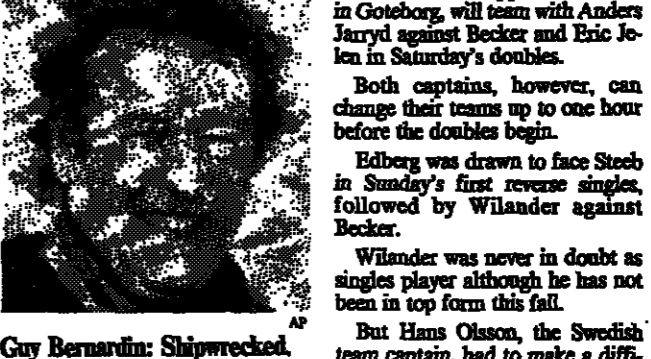 AP
Guy Bernardin: Shipwrecked.
in Goteborg, will team with Anders
Jarryd against Becker and Eric Je-
len in Saturday's doubles.
Both captains, however, can
change their teams up to one hour
before the doubles begin.
Edberg was drawn to face Steeb
in Sunday's first reverse singles,
followed by Wilander against
Becker.
Wilander was never in doubt as
singles player although he has not
been in top form this fall.
But Hans Olsson, the Swedish
team captain, had to make a diffi-